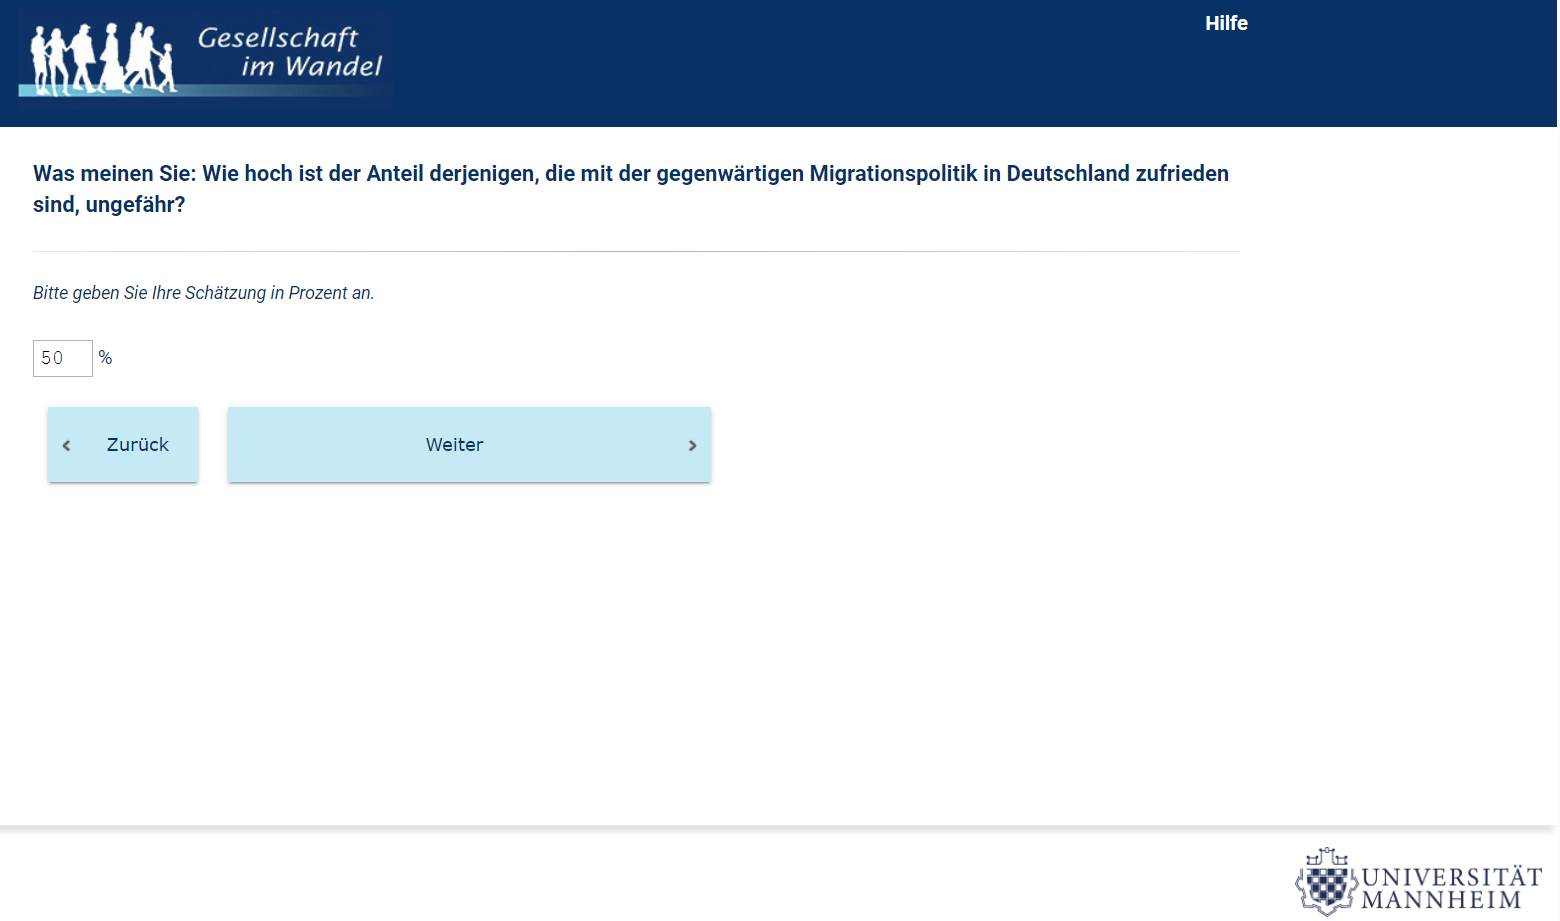 Gesellschaft
im Wandel
Hilfe
Was meinen Sie: Wie hoch ist der Anteil derjenigen, die mit der gegenwärtigen Migrationspolitik in Deutschland zufrieden
sind, ungefähr?
Bitte geben Sie Ihre Schätzung in Prozent an.
50 %
Zurück
Weiter
UNIVERSITÄT
MANNHEIM